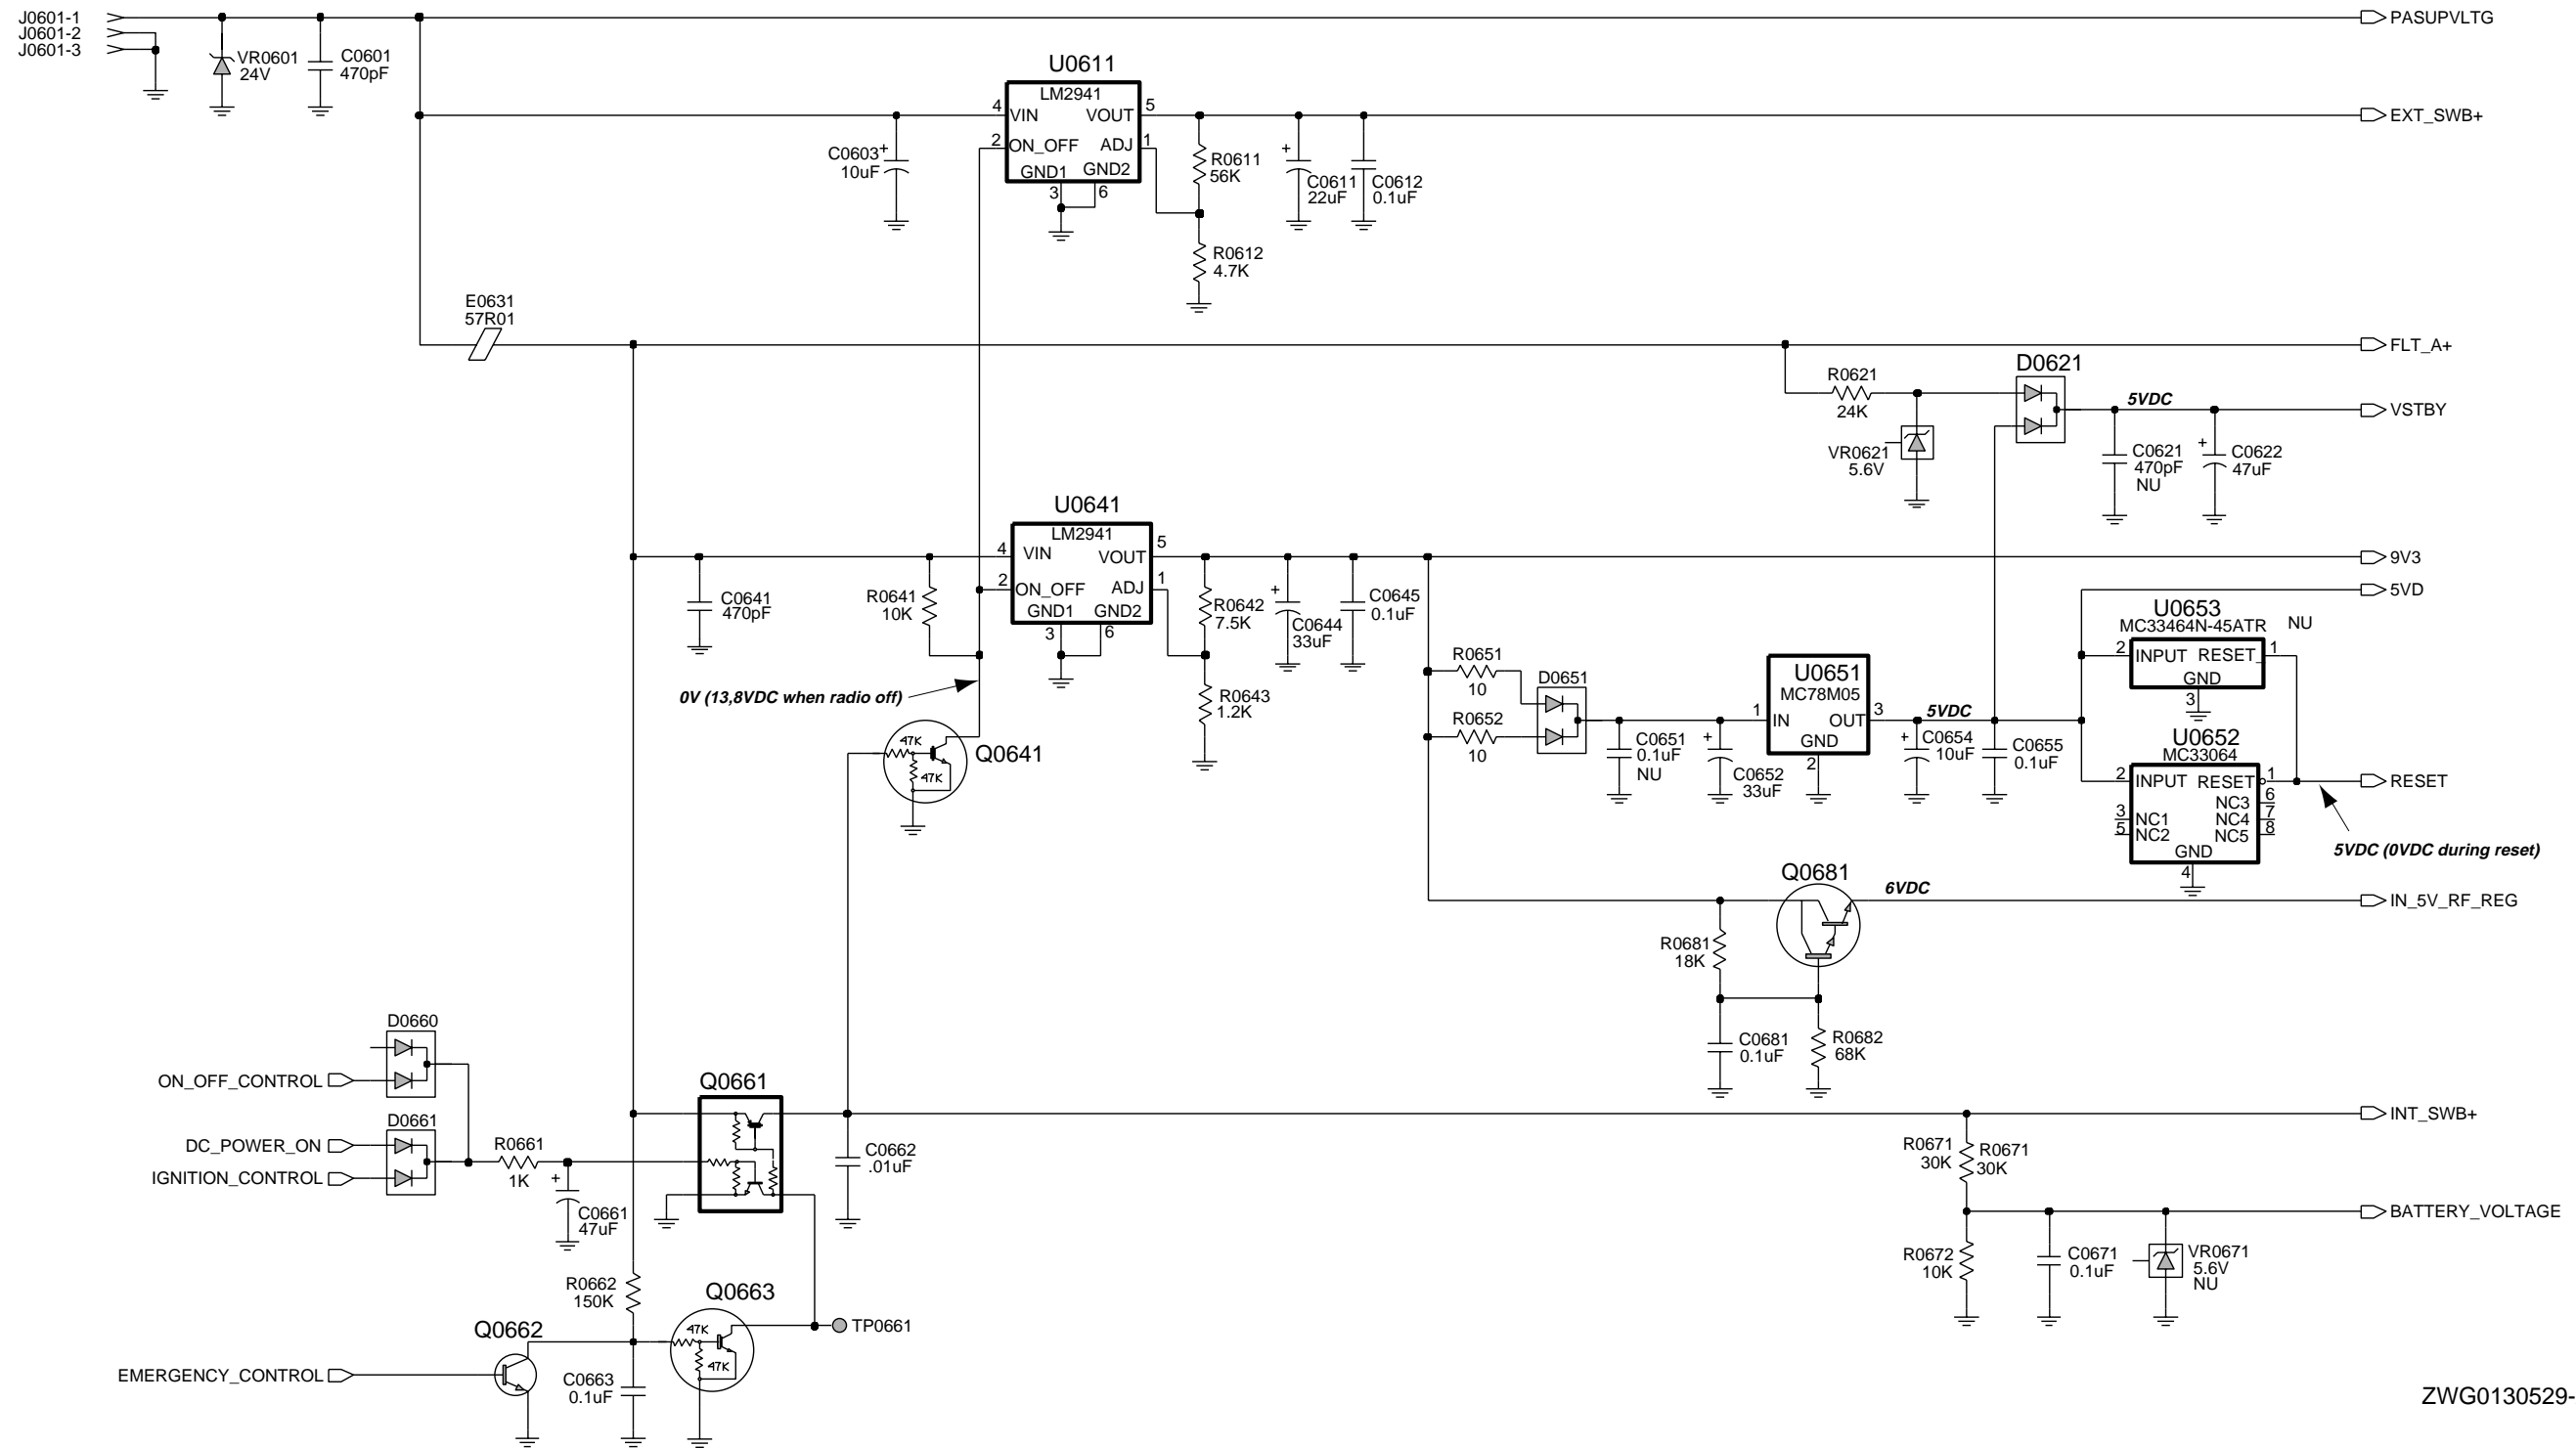 J0601-1
J0601-2
J0601-3
PASUPVLTG
VR0601
24V
C0601
470pF
U0611
LM2941
4
VIN
VOUT
5
EXT_SWB+
2
ON_OFF
ADJ
1
GND1
GND2
3
6
C0603
+
10uF
R0611
56K
+
C0611
22uF
C0612
0.1uF
R0612
4.7K
E0631
57R01
FLT_A+
D0621
R0621
24K
5VDC
VSTBY
VR0621
5.6V
C0621
470pF
NU
+
C0622
47uF
U0641
LM2941
4
VIN
VOUT
5
9V3
2
ON_OFF
ADJ
1
GND1
GND2
3
6
C0641
470pF
R0641
10K
R0642
7.5K
+
C0644
33uF
C0645
0.1uF
5VD
U0653
MC33464N-45ATR
NU
2
INPUT
RESET_
1
GND
3
0V (13,8VDC when radio off)
R0643
1.2K
R0651
10
D0651
R0652
10
U0651
MC78M05
1
IN
OUT
3
GND
2
5VDC
C0651
0.1uF
NU
+
C0652
33uF
+
C0654
10uF
C0655
0.1uF
Q0641
47K
47K
U0652
MC33064
2
INPUT
RESET
1
RESET
3
NC1
5
NC2
NC3
6
NC4
7
NC5
8
GND
4
5VDC (0VDC during reset)
Q0681
6VDC
IN_5V_RF_REG
R0681
18K
C0681
0.1uF
R0682
68K
D0660
ON_OFF_CONTROL
D0661
DC_POWER_ON
IGNITION_CONTROL
R0661
1K
+
C0661
47uF
Q0661
C0662
.01uF
INT_SWB+
R0671
30K
R0671
30K
BATTERY_VOLTAGE
R0672
10K
C0671
0.1uF
VR0671
5.6V
NU
R0662
150K
Q0663
47K
47K
TP0661
Q0662
EMERGENCY_CONTROL
C0663
0.1uF
ZWG0130529-